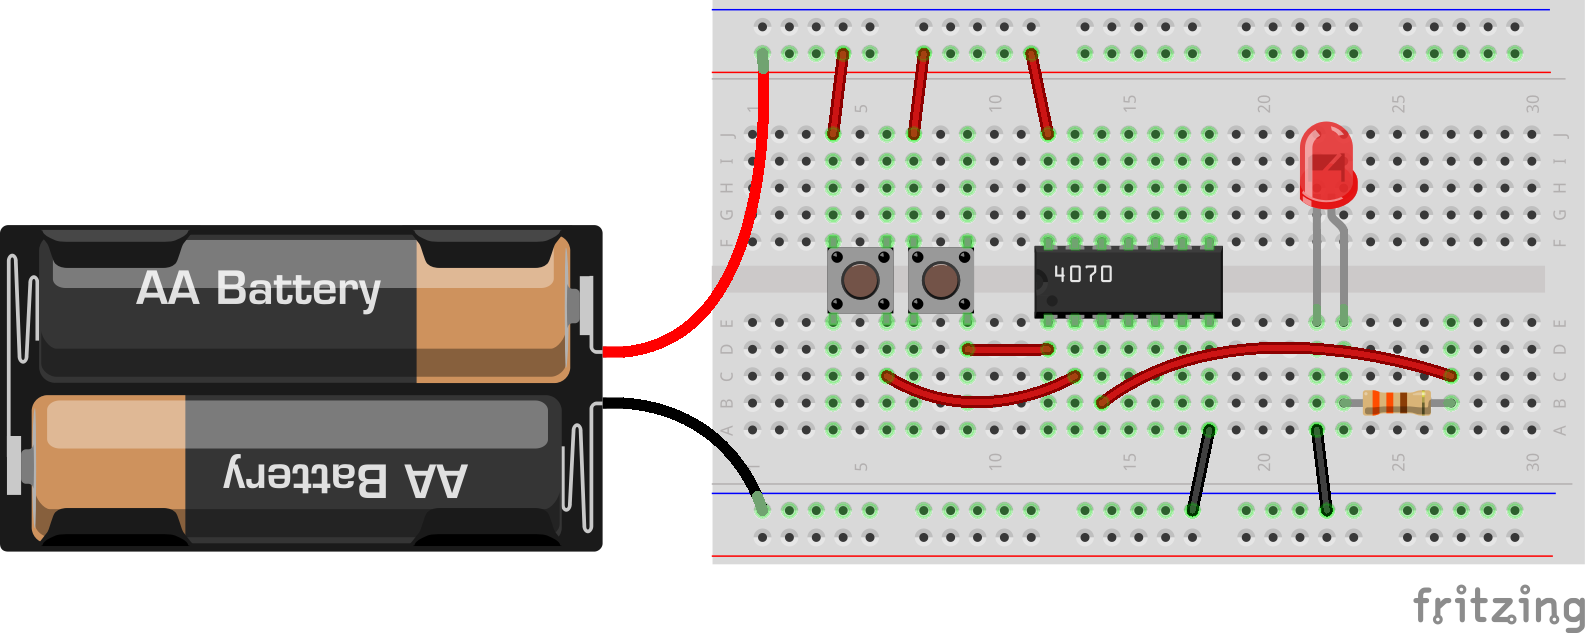 1 5 10 15 20 25 30
J J
I I
H H
G G
F F
AA Battery
4070
E E
D D
C C
B B
A A
AA Battery
1 5 10 15 20 25 30
fritzing